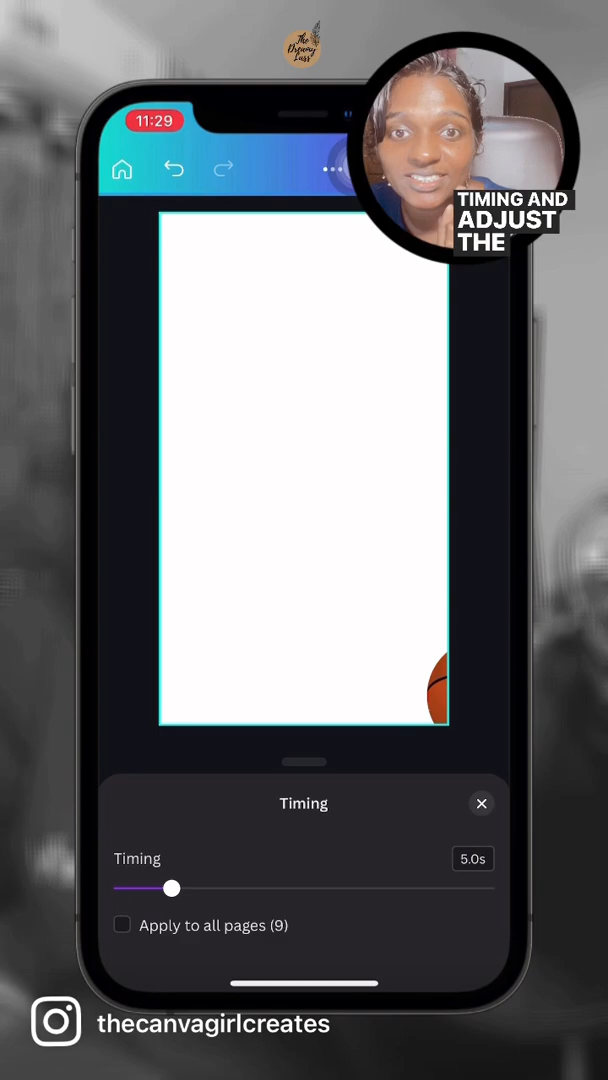 The
Dreamy
Lass
11:29
TIMING AND
ADJUST
THE
Timing
Timing
5.0s
Apply to all pages (9)
thecanvagirlcreates